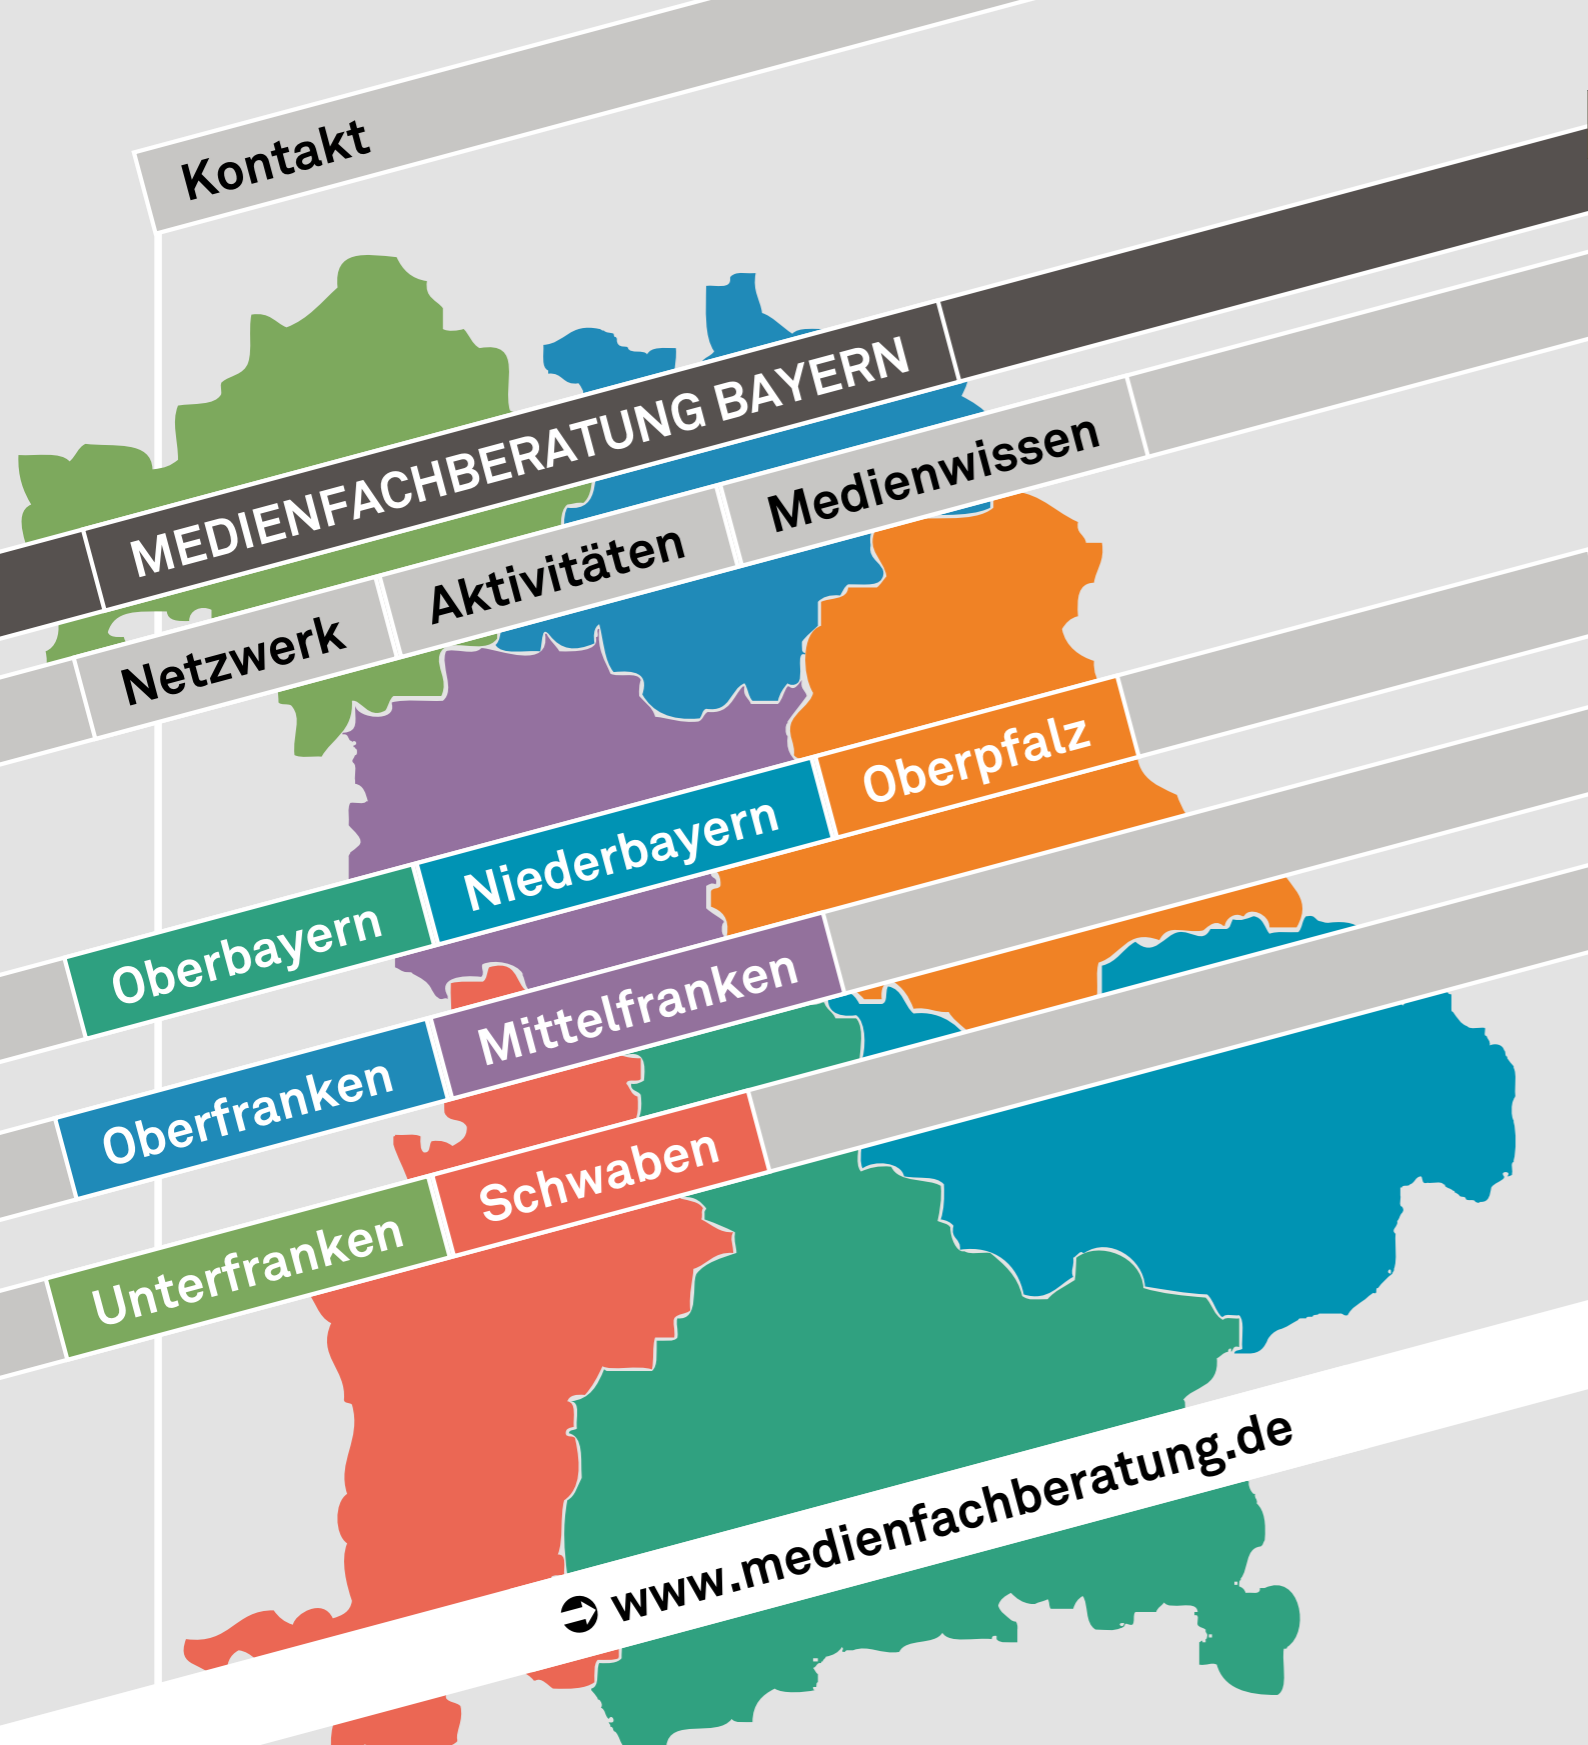 Kontakt
MEDIENFACHBERATUNG BAYERN
Netzwerk Aktivitäten Medienwissen
Oberbayern Niederbayern Oberpfalz
Oberfranken Mittelfranken
Unterfranken Schwaben
www.medienfachberatung.de